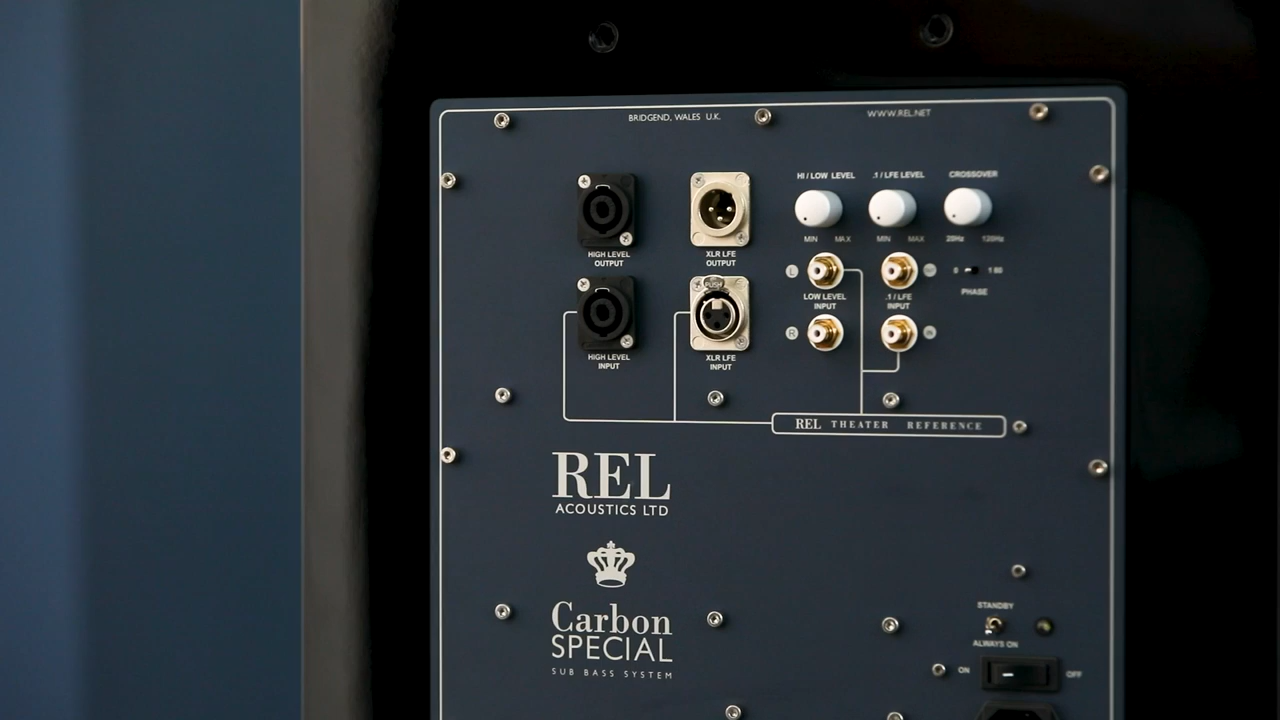 BRIDGEND, WALES U.K.
WWW.REL.NET
HI / LOW LEVEL
.1 / LFE LEVEL
CROSSOVER
MIN MAX
MIN MAX
20Hz 120Hz
HIGH LEVEL
OUTPUT
XLR LFE
OUTPUT
PUSH
L
LOW LEVEL
INPUT
R
.1 / LFE
INPUT
0 180
PHASE
HIGH LEVEL
INPUT
XLR LFE
INPUT
REL THEATER REFERENCE
REL
ACOUSTICS LTD
Carbon
SPECIAL
SUB BASS SYSTEM
STANDBY
ALWAYS ON
ON OFF